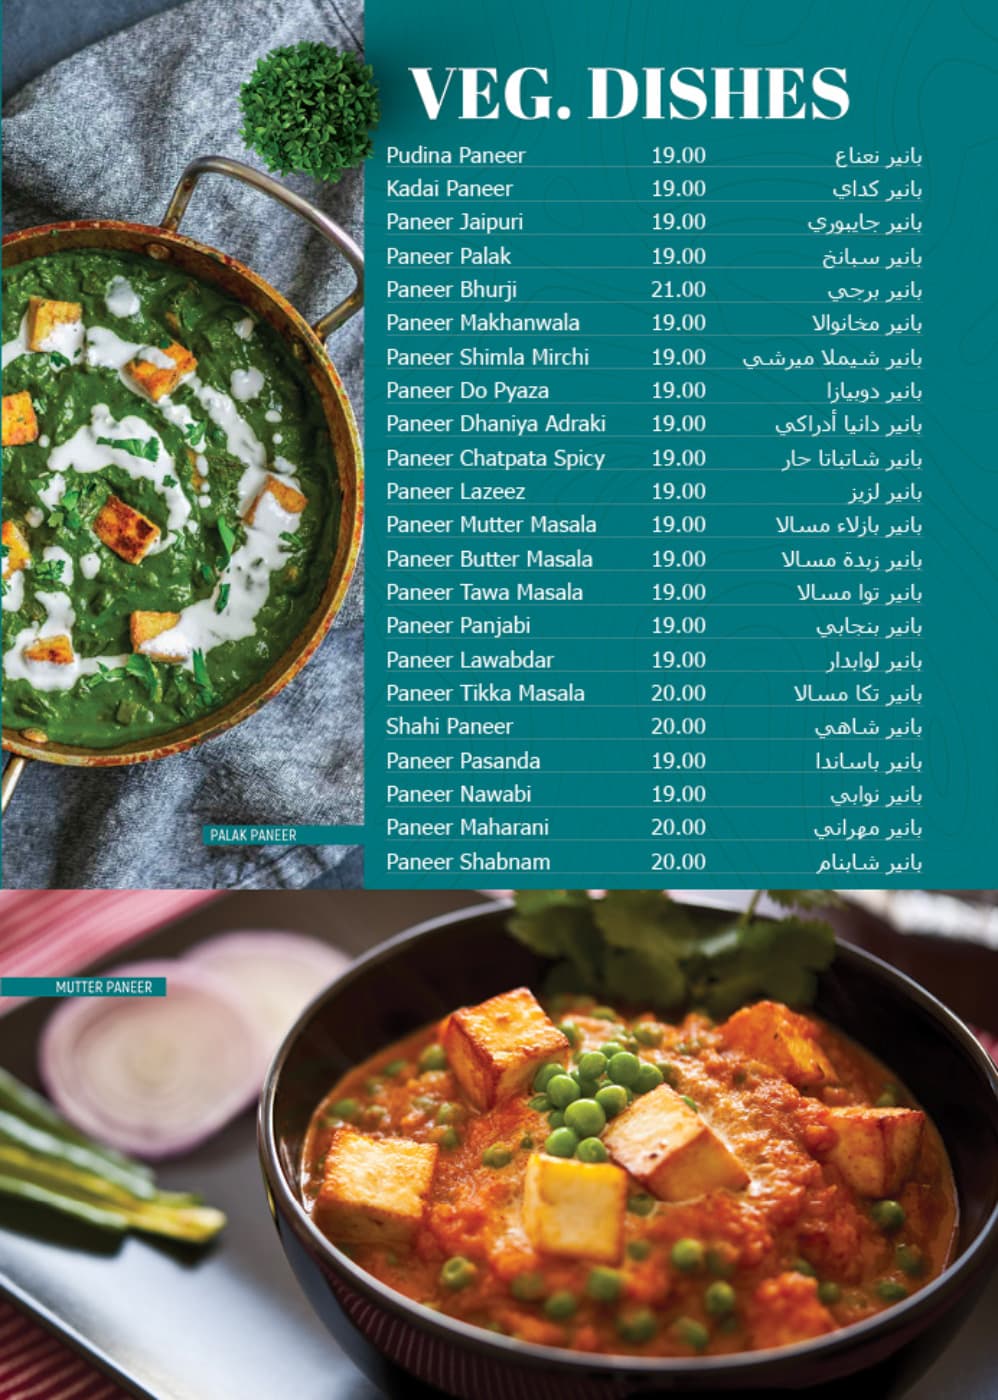 VEG. DISHES
Pudina Paneer 19.00 بانير نعناع
Kadai Paneer 19.00 بانير كداي
Paneer Jaipuri 19.00 بانير جايبوري
Paneer Palak 19.00 بانير سبانخ
Paneer Bhurji 21.00 بانير برجي
Paneer Makhanwala 19.00 بانير مخانوالا
Paneer Shimla Mirchi 19.00 بانير شيملا ميرشي
Paneer Do Pyaza 19.00 بانير دوبيازا
Paneer Dhaniya Adraki 19.00 بانير دانيا أدراكي
Paneer Chatpata Spicy 19.00 بانير شاتباتا حار
Paneer Lazeez 19.00 بانير لزيز
Paneer Mutter Masala 19.00 بانير بازلاء مسالا
Paneer Butter Masala 19.00 بانير زبدة مسالا
Paneer Tawa Masala 19.00 بانير توا مسالا
Paneer Panjabi 19.00 بانير بنجابي
Paneer Lawabdar 19.00 بانير لوابدار
Paneer Tikka Masala 20.00 بانير تكا مسالا
Shahi Paneer 20.00 بانير شاهي
Paneer Pasanda 19.00 بانير باساندا
Paneer Nawabi 19.00 بانير نوابي
Paneer Maharani 20.00 بانير مهراني
Paneer Shabnam 20.00 بانير شابنام
PALAK PANEER
MUTTER PANEER